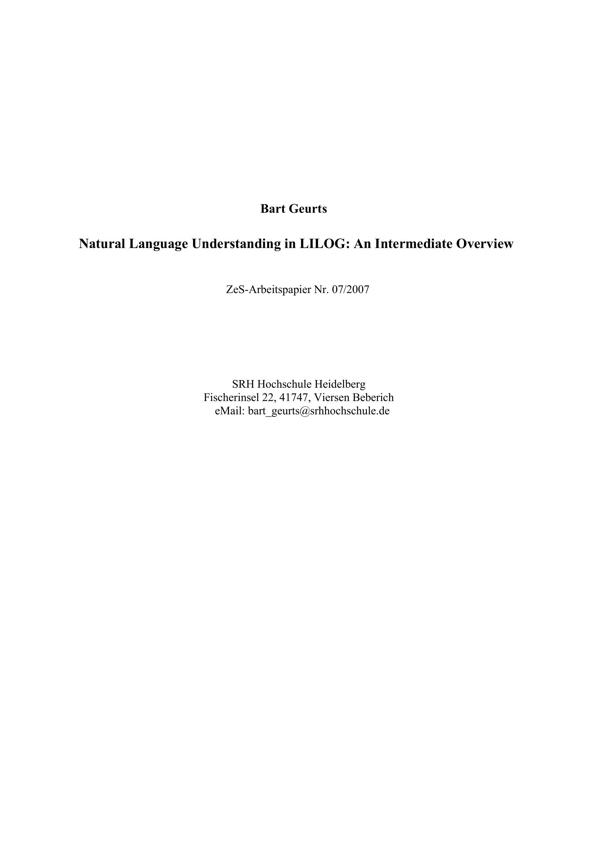 Bart Geurts
Natural Language Understanding in LILOG: An Intermediate Overview
ZeS-Arbeitspapier Nr. 07/2007
SRH Hochschule Heidelberg
Fischerinsel 22, 41747, Viersen Beberich
eMail: bart_geurts@srhhochschule.de